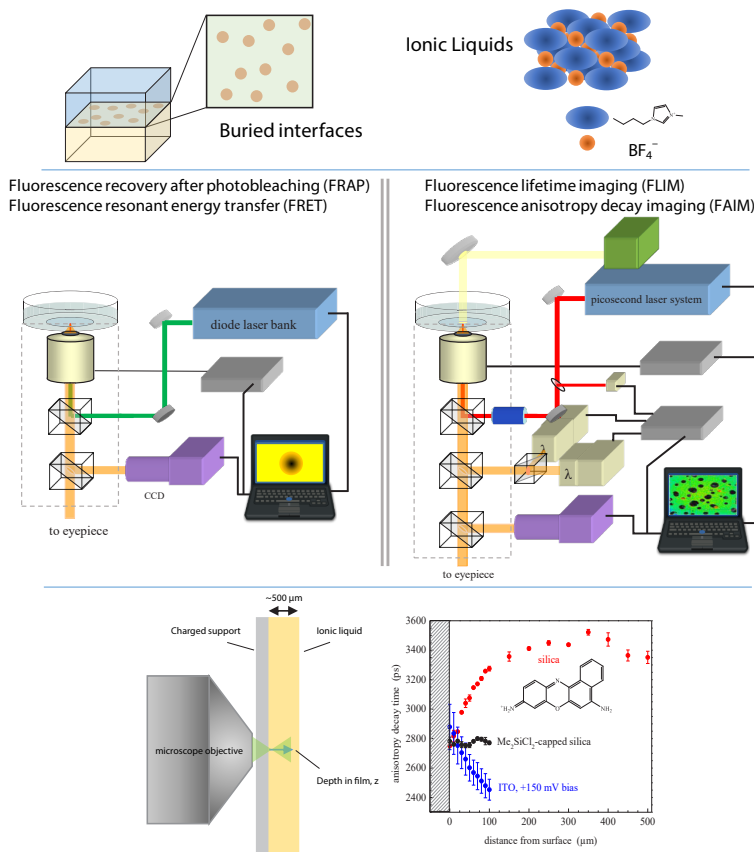 Ionic Liquids
Buried interfaces
BF₄⁻
Fluorescence recovery after photobleaching (FRAP)
Fluorescence resonant energy transfer (FRET)
diode laser bank
CCD
to eyepiece
Fluorescence lifetime imaging (FLIM)
Fluorescence anisotropy decay imaging (FAIM)
picosecond laser system
λ
λ
to eyepiece
~500 μm
Charged support
Ionic liquid
microscope objective
Depth in film, z
anisotropy decay time (ps)
3600
3400
3200
3000
2800
2600
2400
silica
N
⁺H₂N
O
NH₂
Me₂SiCl₂-capped silica
ITO, +150 mV bias
0
100
200
300
400
500
distance from surface (μm)